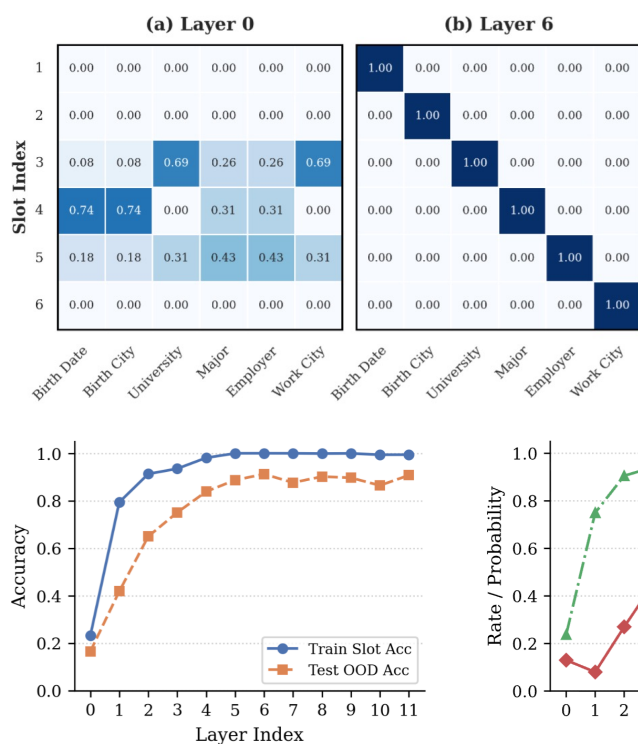 (a) Layer 0 (b) Layer 6
1 0.00 0.00 0.00 0.00 0.00 0.00 1.00 0.00 0.00 0.00 0.00 0.00
2 0.00 0.00 0.00 0.00 0.00 0.00 0.00 1.00 0.00 0.00 0.00 0.00
3 0.08 0.08 0.69 0.26 0.26 0.69 0.00 0.00 1.00 0.00 0.00 0.00
4 0.74 0.74 0.00 0.31 0.31 0.00 0.00 0.00 0.00 1.00 0.00 0.00
5 0.18 0.18 0.31 0.43 0.43 0.31 0.00 0.00 0.00 0.00 1.00 0.00
6 0.00 0.00 0.00 0.00 0.00 0.00 0.00 0.00 0.00 0.00 0.00 1.00
Slot Index
Birth Date Birth City University Major Employer Work City Birth Date Birth City University Major Employer Work City
Accuracy
1.0
0.8
0.6
0.4
0.2
0.0
0 1 2 3 4 5 6 7 8 9 10 11
Layer Index
Train Slot Acc
Test OOD Acc
Rate / Probability
1.0
0.8
0.6
0.4
0.2
0.0
0 1 2